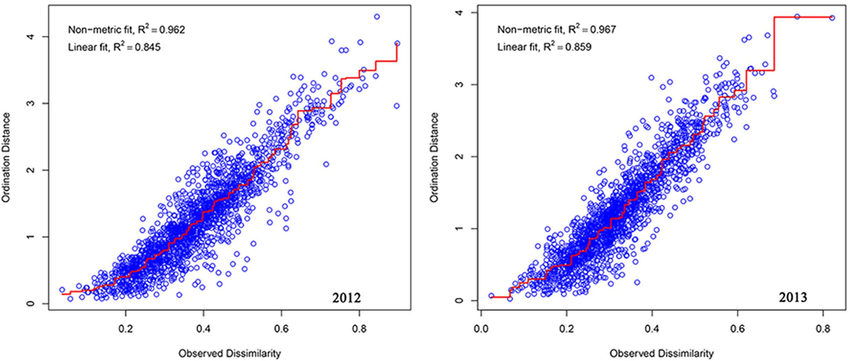 Non-metric fit, R² = 0.962
Linear fit, R² = 0.845
Ordination Distance
4
3
2
1
0
2012
0.2 0.4 0.6 0.8
Observed Dissimilarity
Non-metric fit, R² = 0.967
Linear fit, R² = 0.859
Ordination Distance
4
3
2
1
0
2013
0.0 0.2 0.4 0.6 0.8
Observed Dissimilarity